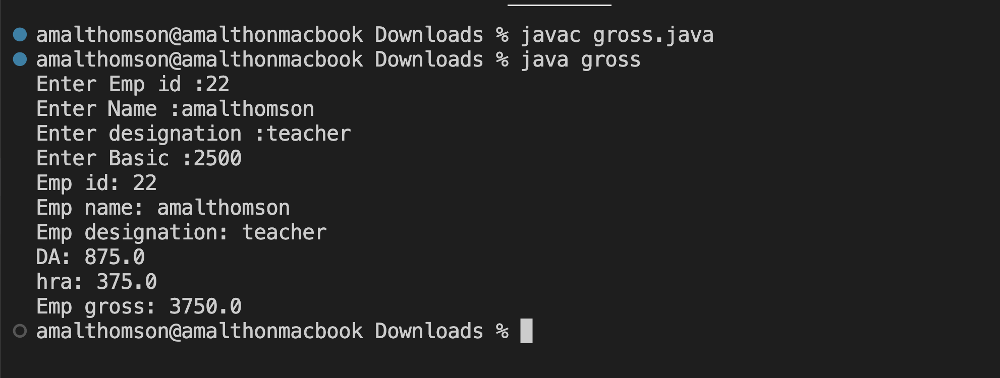 amalthomson@amalthonmacbook Downloads % javac gross.java
amalthomson@amalthonmacbook Downloads % java gross
Enter Emp id :22
Enter Name :amalthomson
Enter designation :teacher
Enter Basic :2500
Emp id: 22
Emp name: amalthomson
Emp designation: teacher
DA: 875.0
hra: 375.0
Emp gross: 3750.0
amalthomson@amalthonmacbook Downloads %